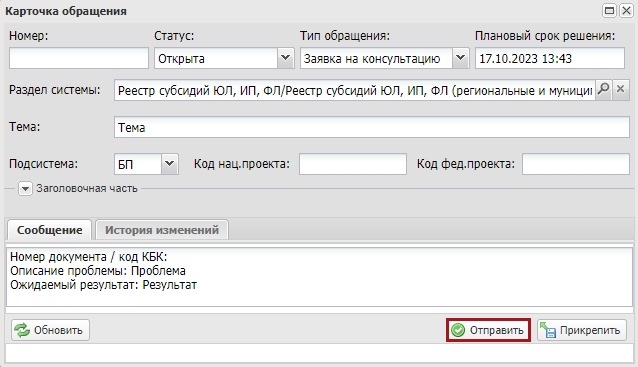 Карточка обращения
Номер: Статус: Тип обращения: Плановый срок решения:
Открыта Заявка на консультацию 17.10.2023 13:43
Раздел системы: Реестр субсидий ЮЛ, ИП, ФЛ/Реестр субсидий ЮЛ, ИП, ФЛ (региональные и муници
Тема: Тема
Подсистема: БП Код нац.проекта: Код фед.проекта:
Заголовочная часть
Сообщение История изменений
Номер документа / код КБК:
Описание проблемы: Проблема
Ожидаемый результат: Результат
Обновить Отправить Прикрепить